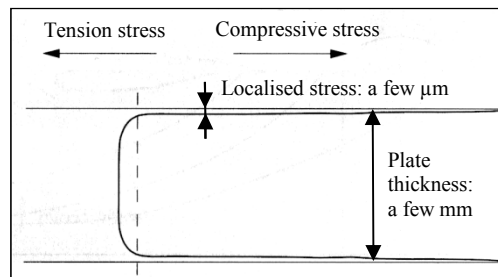 Tension stress Compressive stress
Localised stress: a few µm
Plate
thickness:
a few mm